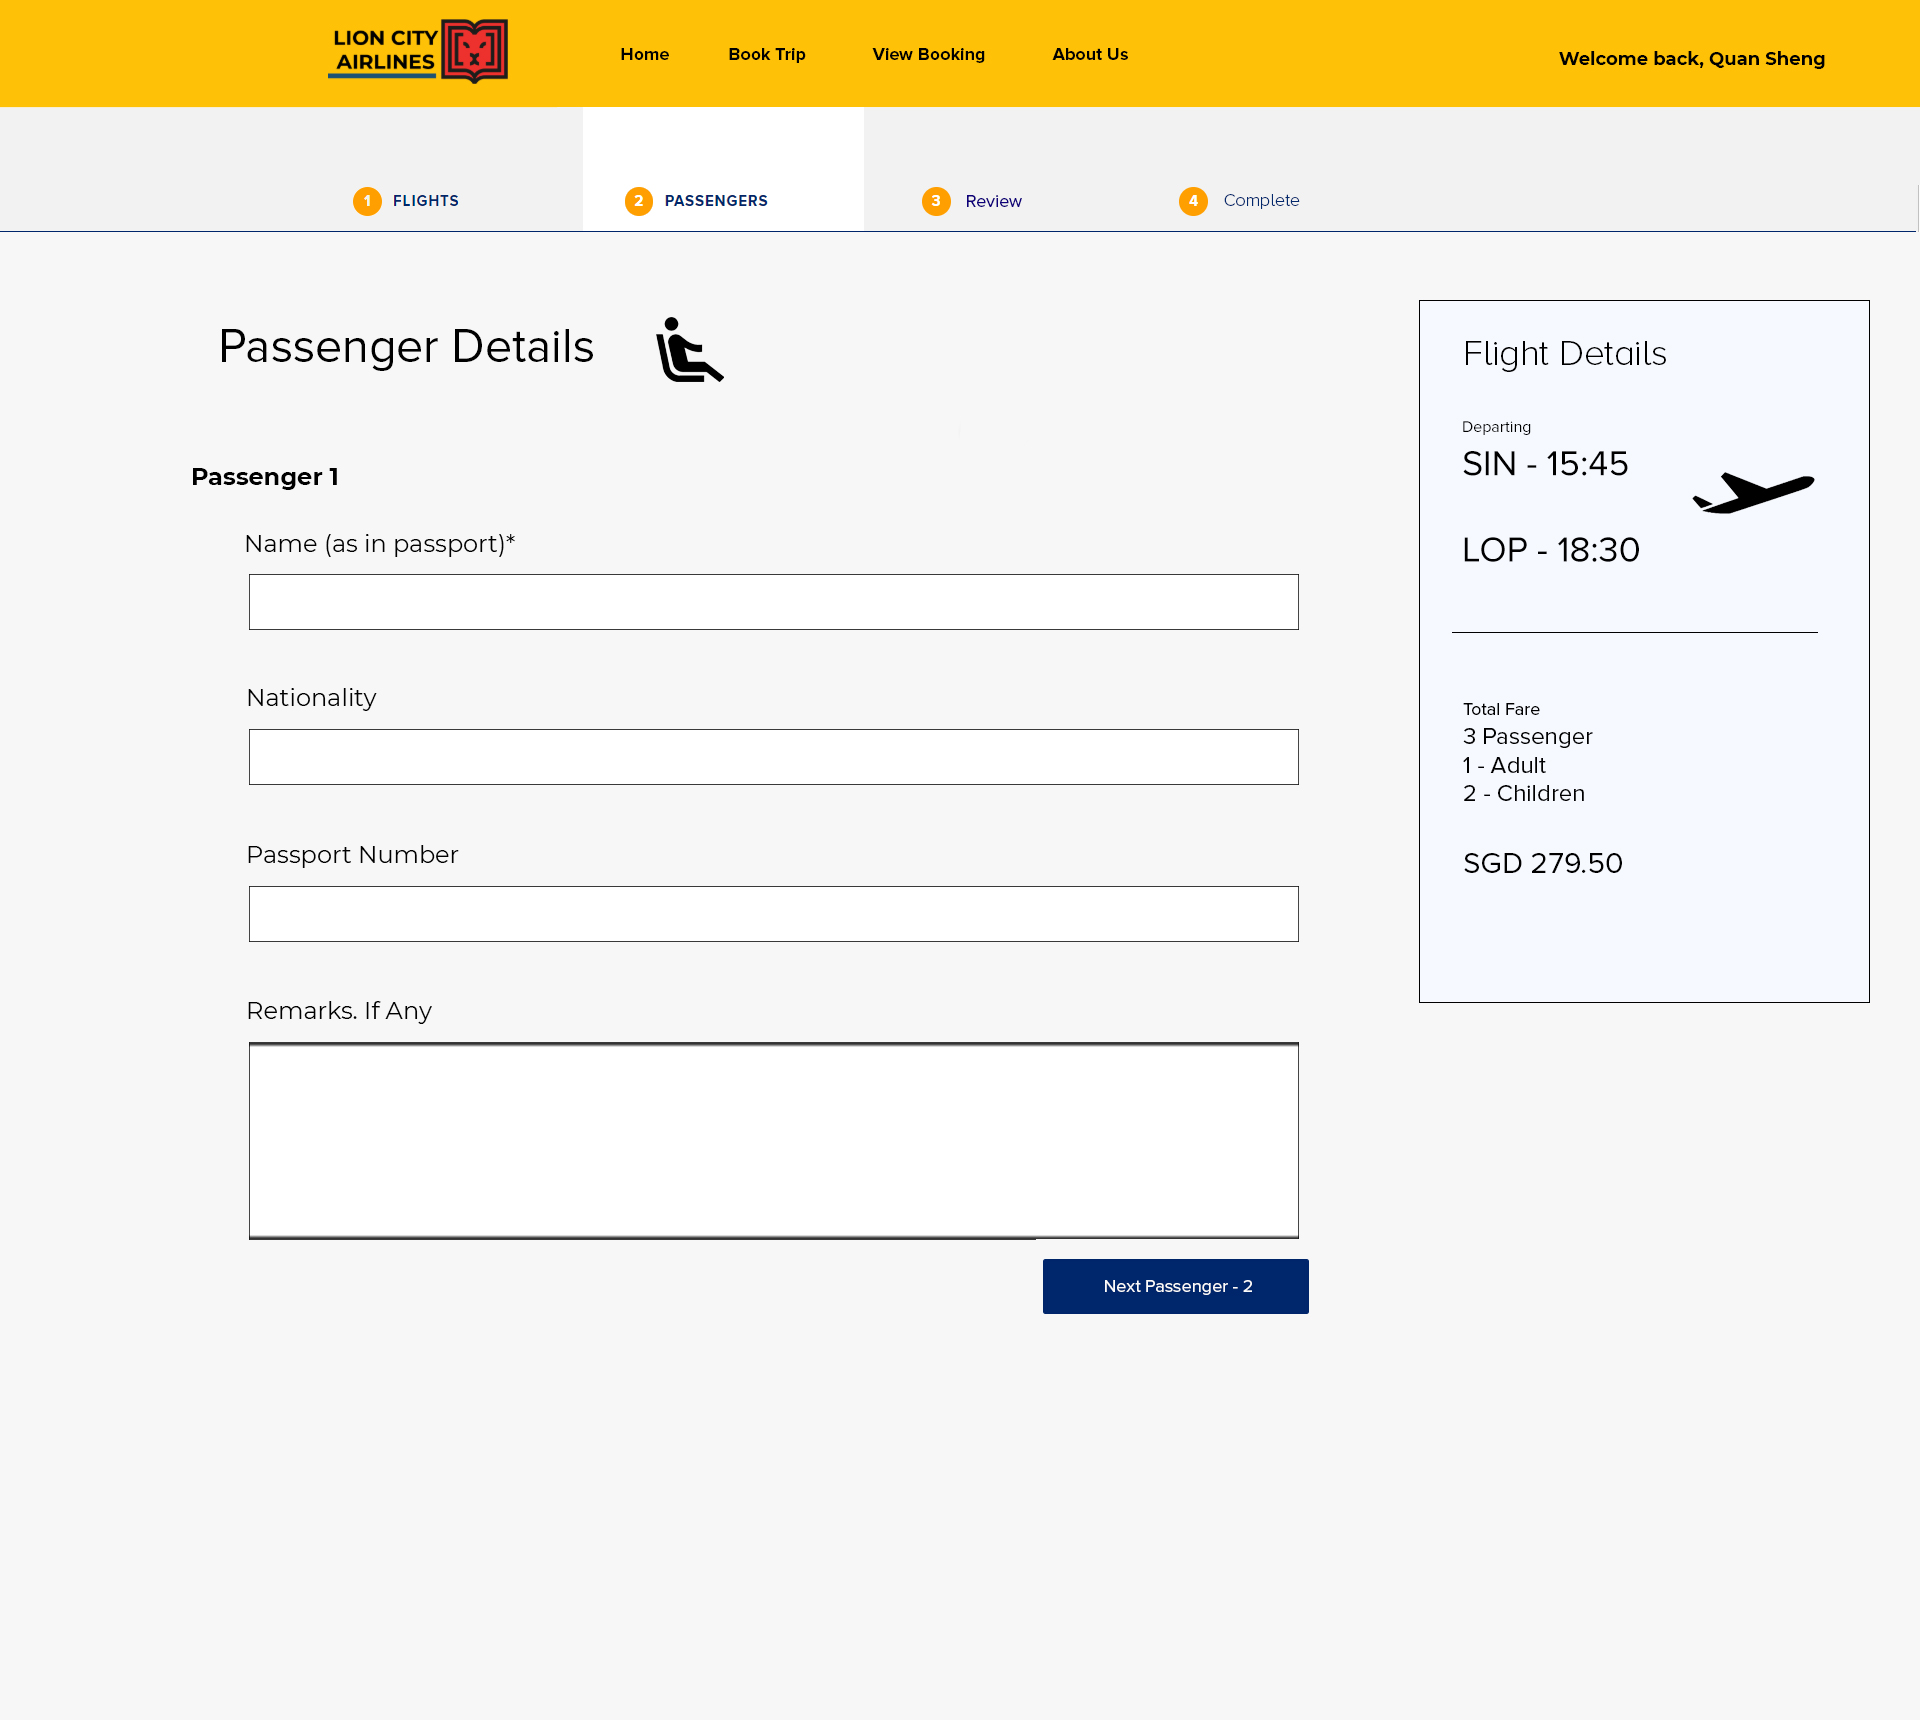 LION CITY
AIRLINES
Home
Book Trip
View Booking
About Us
Welcome back, Quan Sheng
1 FLIGHTS
2 PASSENGERS
3 Review
4 Complete
Passenger Details
Passenger 1
Name (as in passport)*
Nationality
Passport Number
Remarks. If Any
Next Passenger - 2
Flight Details
Departing
SIN - 15:45
LOP - 18:30
Total Fare
3 Passenger
1 - Adult
2 - Children
SGD 279.50